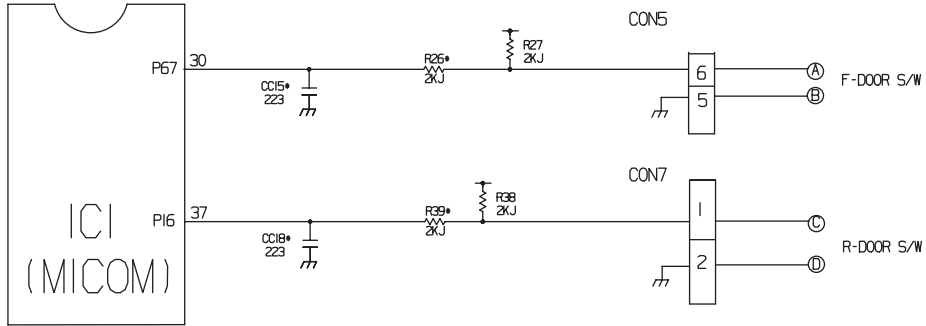 CON5
P67 30
R26*
2KJ
R27
2KJ
CC15*
223
6
5
A
B
F-DOOR S/W
CON7
P16 37
R39*
2KJ
R38
2KJ
CC18*
223
1
2
C
D
R-DOOR S/W
IC1
(MICOM)